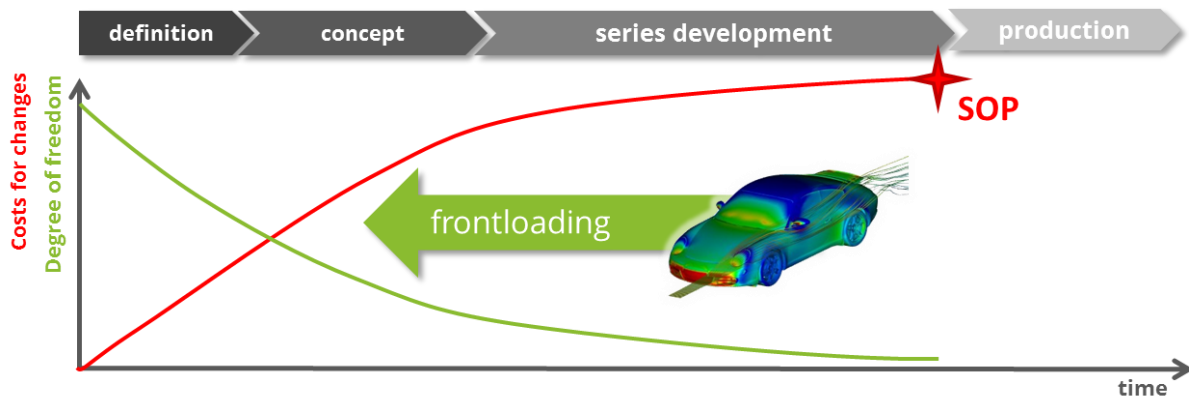 definition
concept
series development
production
Costs for changes
Degree of freedom
SOP
frontloading
time